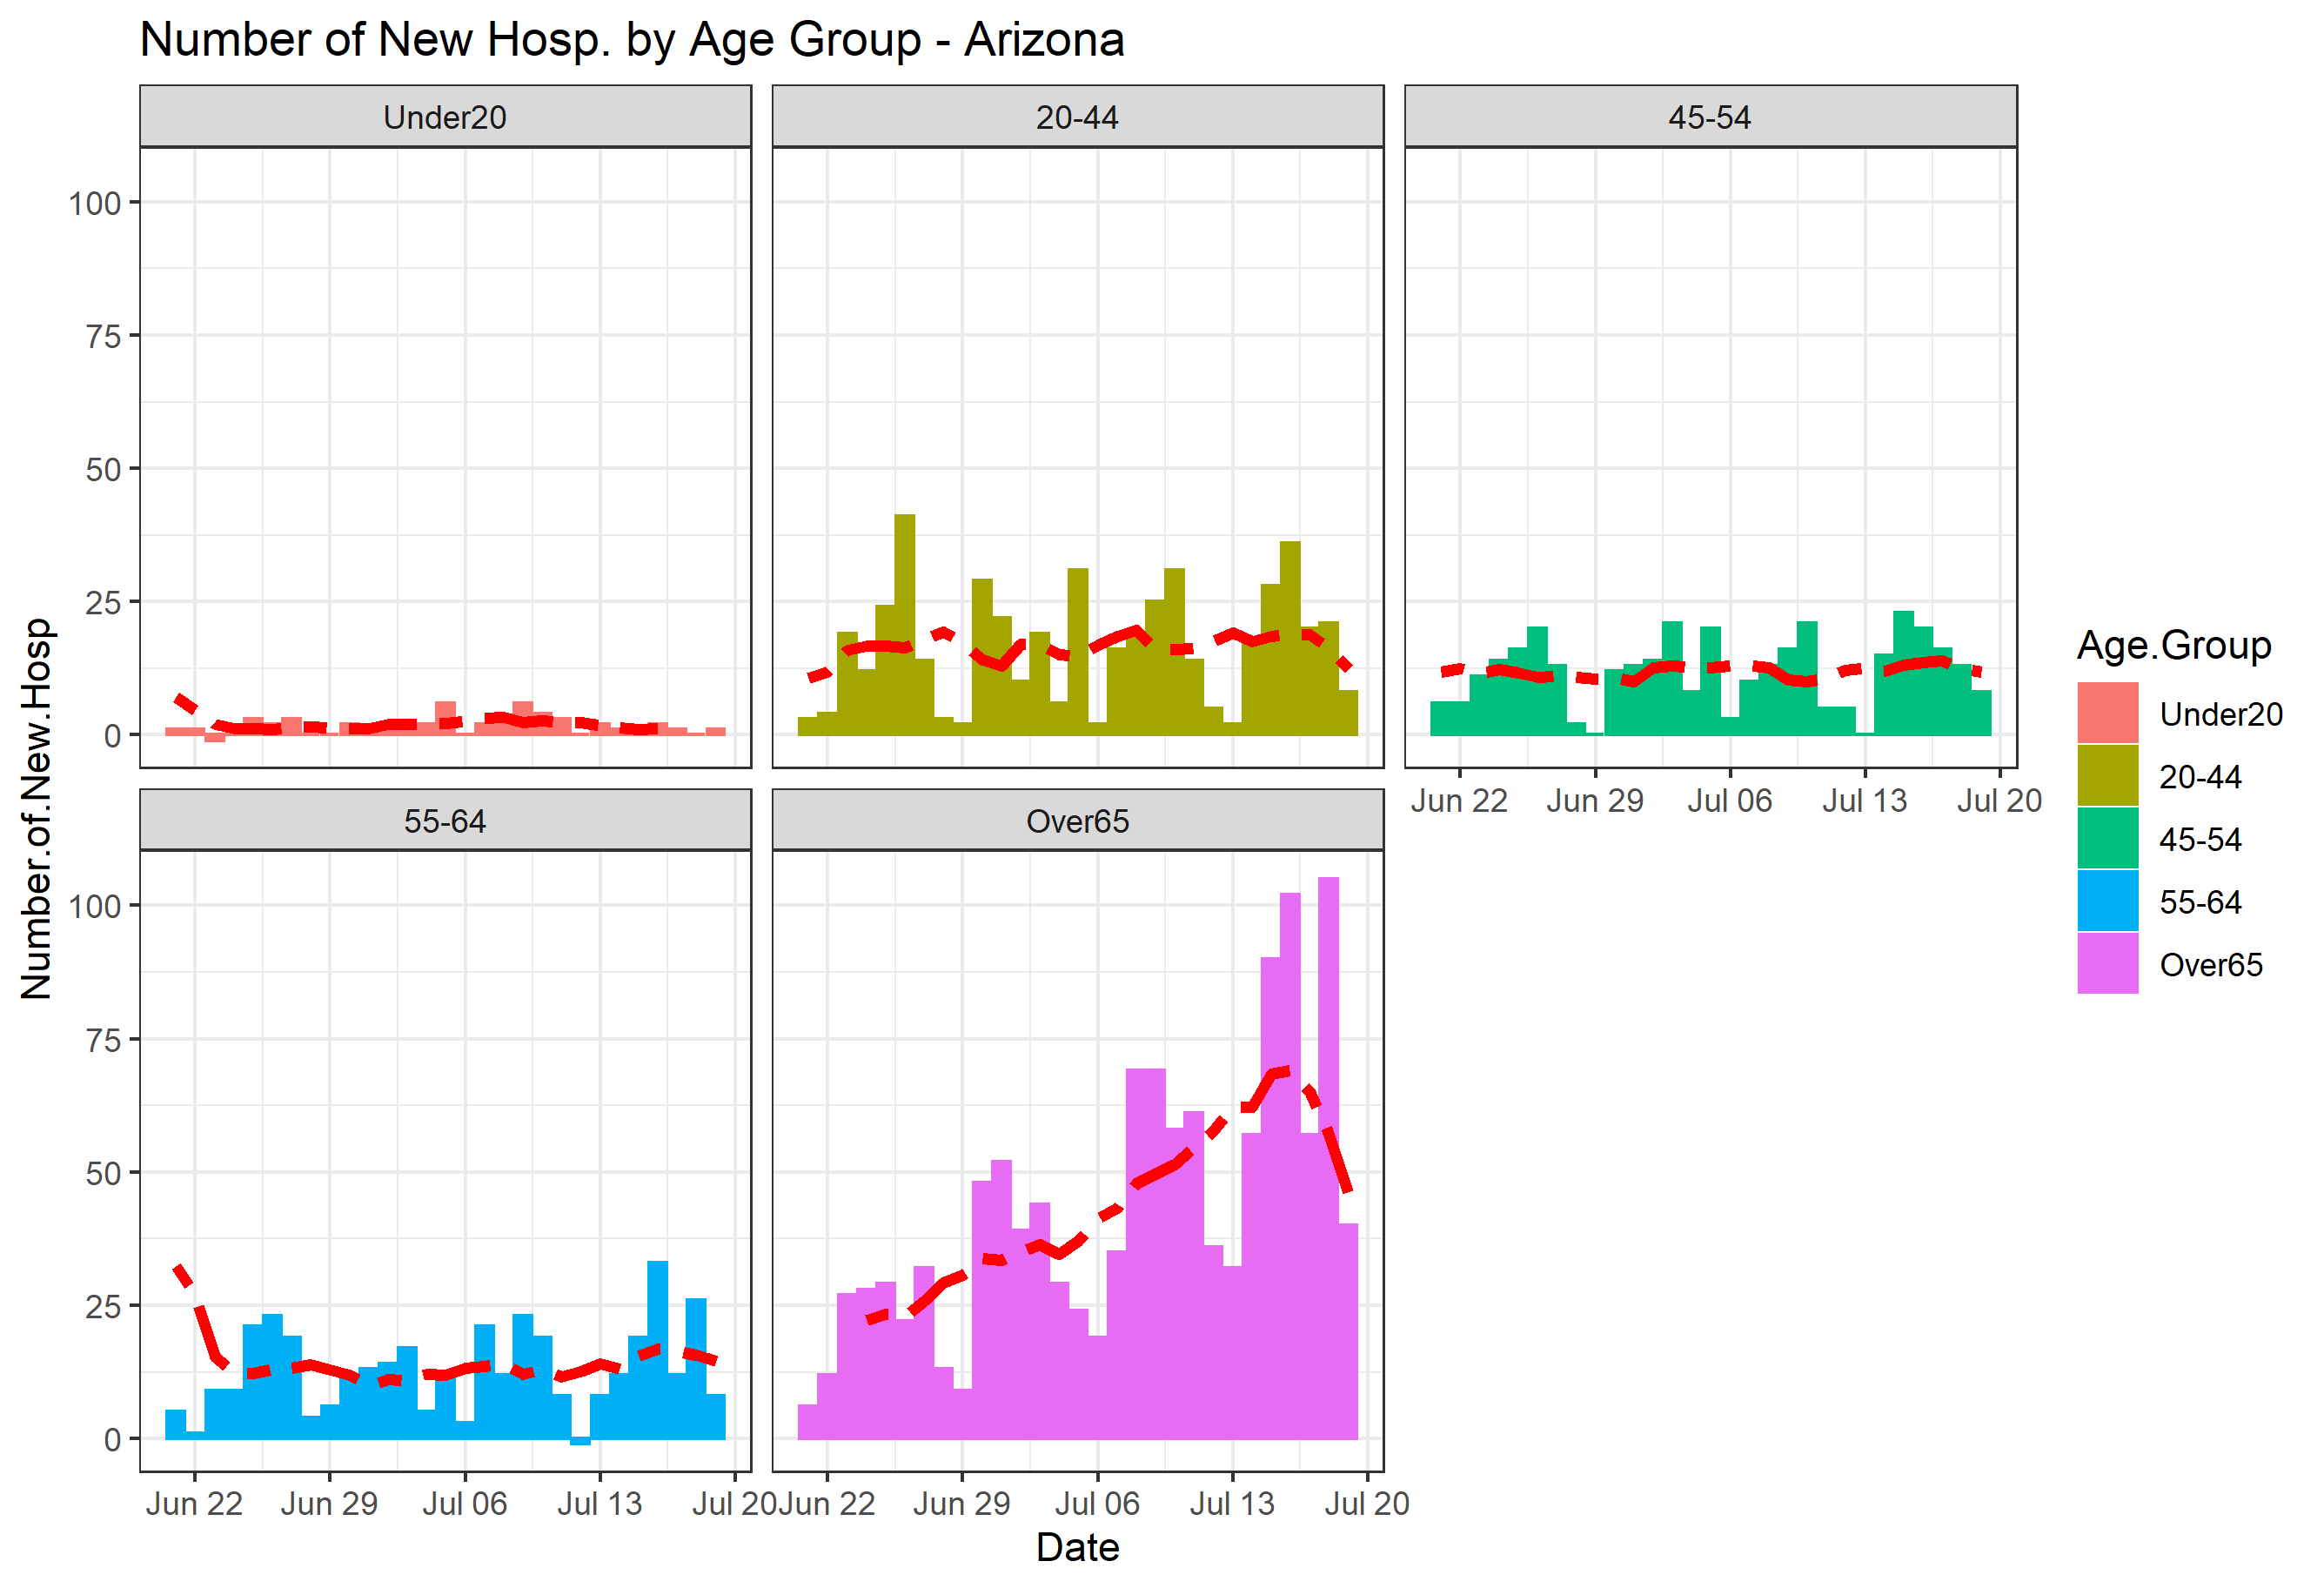 Number of New Hosp. by Age Group - Arizona
Under20
20-44
45-54
100
75
50
25
0
Jun 22
Jun 29
Jul 06
Jul 13
Jul 20
55-64
Over65
100
75
50
25
0
Jun 22
Jun 29
Jul 06
Jul 13
Jul 20
Jun 22
Jun 29
Jul 06
Jul 13
Jul 20
Number.of.New.Hosp
Date
Age.Group
Under20
20-44
45-54
55-64
Over65